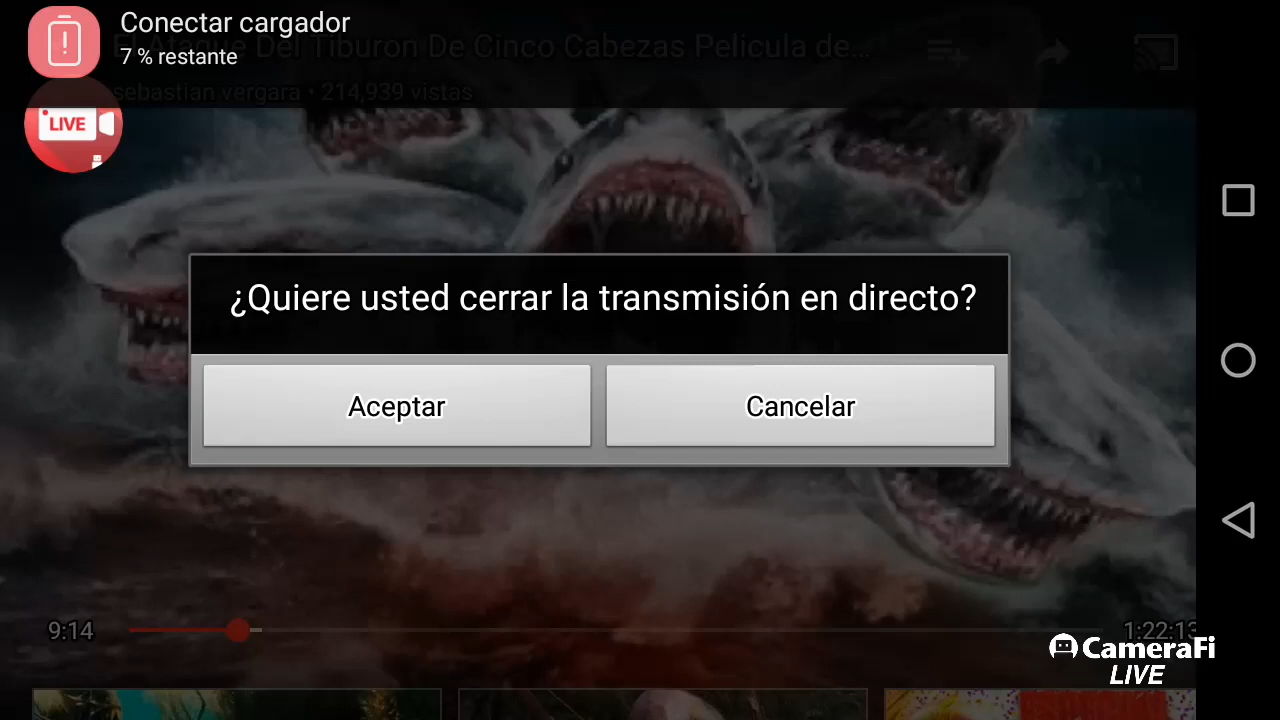 Conectar cargador
7 % restante
Ataque Del Tiburon De Cinco Cabezas Pelicula de...
sebastian vergara • 214,939 vistas
LIVE
¿Quiere usted cerrar la transmisión en directo?
Aceptar
Cancelar
9:14
1:22:13
CameraFi
LIVE